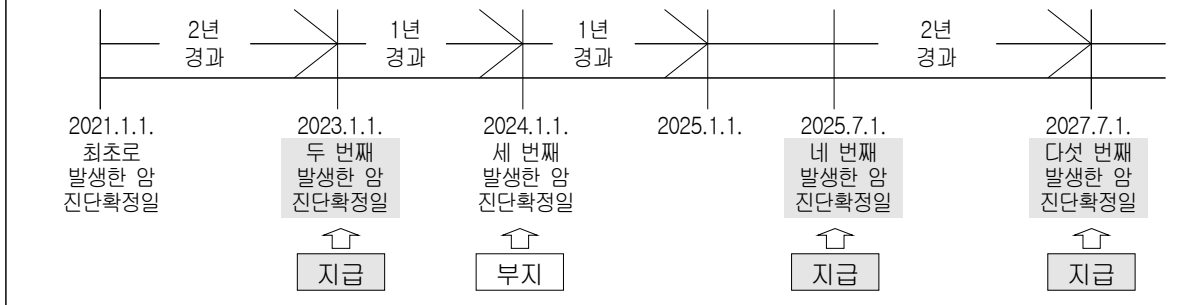 2년
경과
1년
경과
1년
경과
2년
경과
2021.1.1.
최초로
발생한 암
진단확정일
2023.1.1.
두 번째
발생한 암
진단확정일
2024.1.1.
세 번째
발생한 암
진단확정일
2025.1.1.
2025.7.1.
네 번째
발생한 암
진단확정일
2027.7.1.
다섯 번째
발생한 암
진단확정일
지급
부지
지급
지급